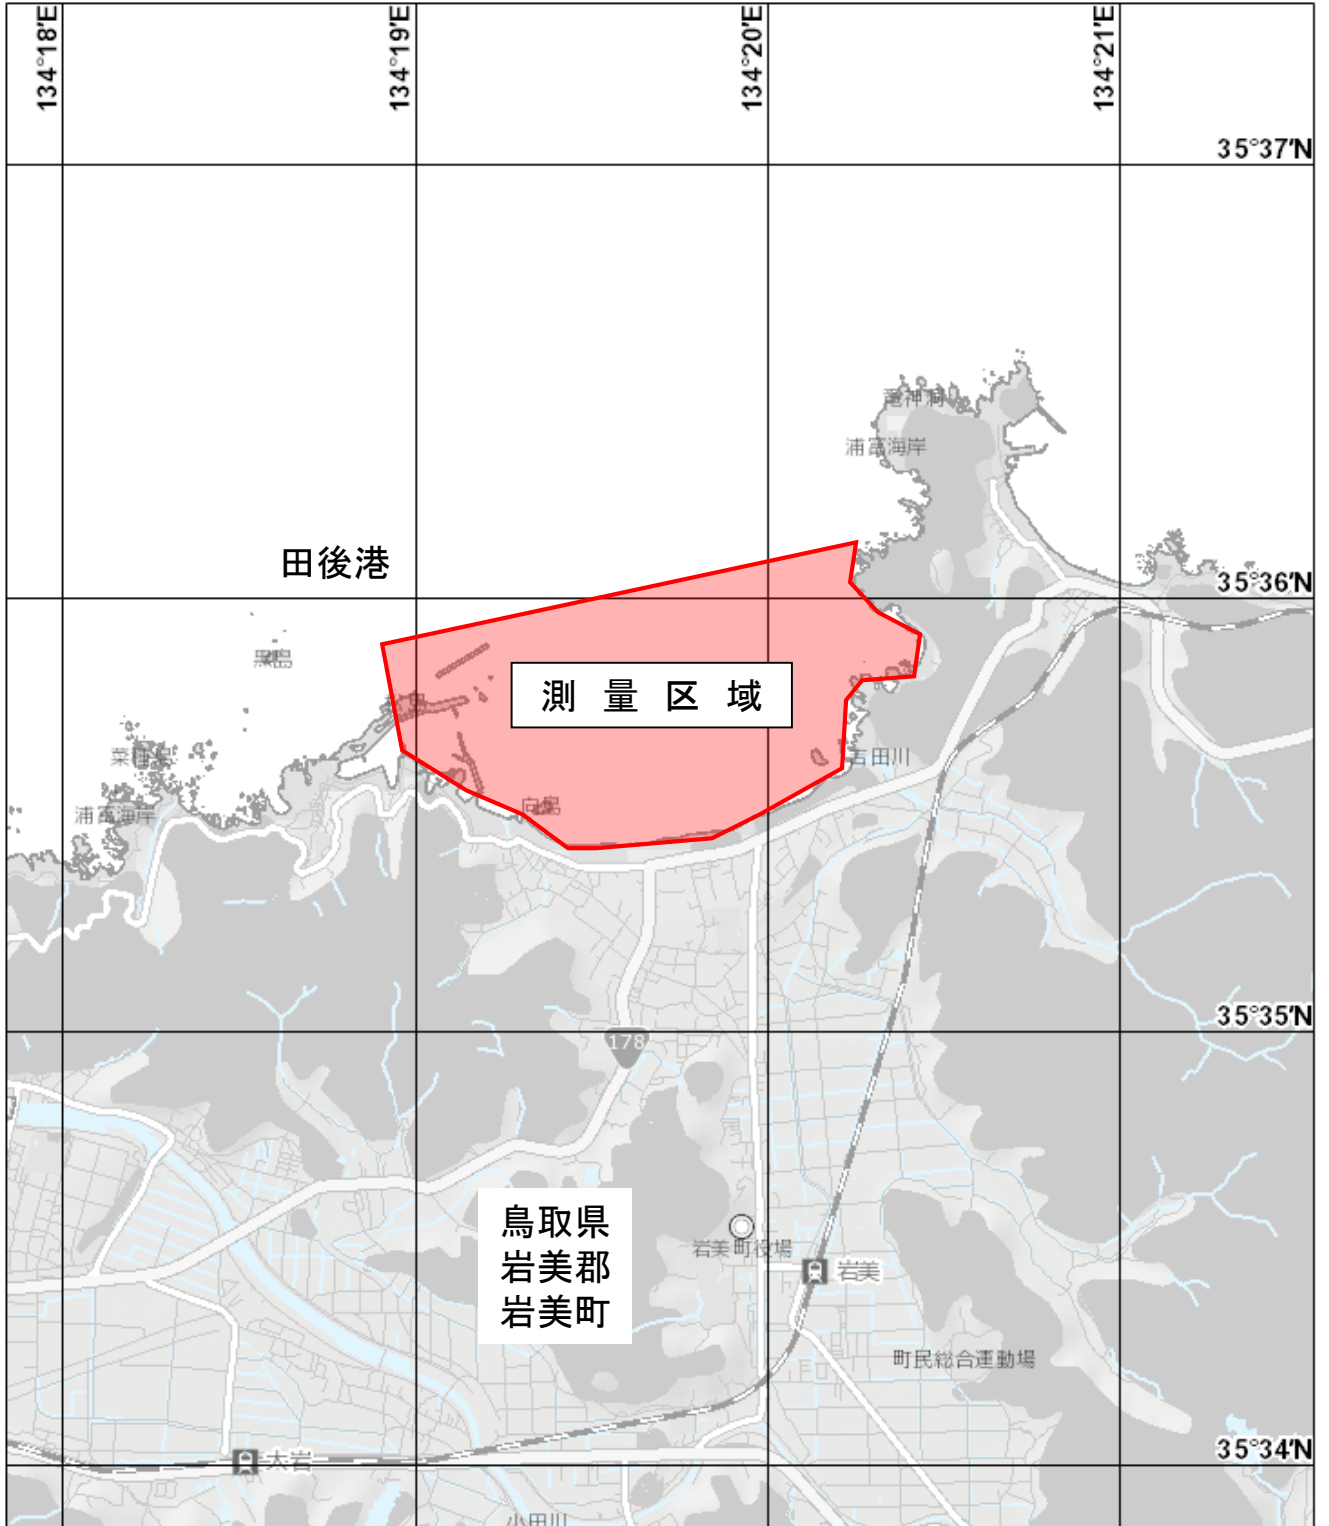 134°18'E
134°19'E
134°20'E
134°21'E
35°37'N
竜神洞
浦富海岸
田後港
35°36'N
黒島
測量区域
菜種島
吉田川
向島
浦富海岸
35°35'N
178
鳥取県
岩美郡
岩美町
岩美町役場
岩美
町民総合運動場
35°34'N
大岩
小田川